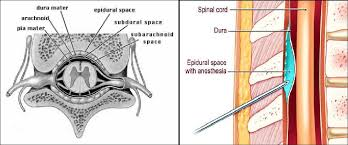 dura mater
arachnoid
pia mater
epidural space
subdural space
subarachnoid
space
Spinal cord
Dura
Epidural space
with anesthesia